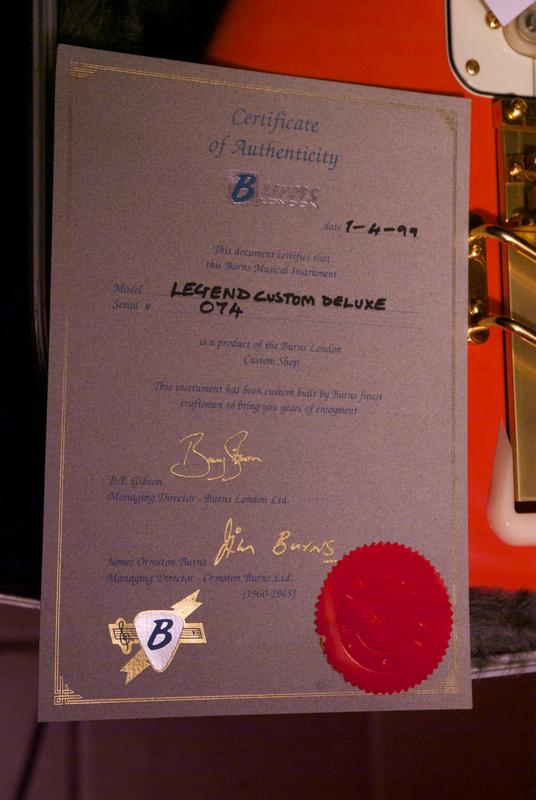 Certificate
of Authenticity
B Burns
LONDON
date 1-4-99
This document certifies that
this Burns Musical Instrument
Model LEGEND CUSTOM DELUXE
Serial # 074
is a product of the Burns London
Custom Shop
This instrument has been custom built by Burns finest
craftsmen to bring you years of enjoyment
Barry Gibson
B.P. Gibson
Managing Director - Burns London Ltd.
Jim Burns
James Ormston Burns
Managing Director - Ormston Burns Ltd.
(1960-1965)
B